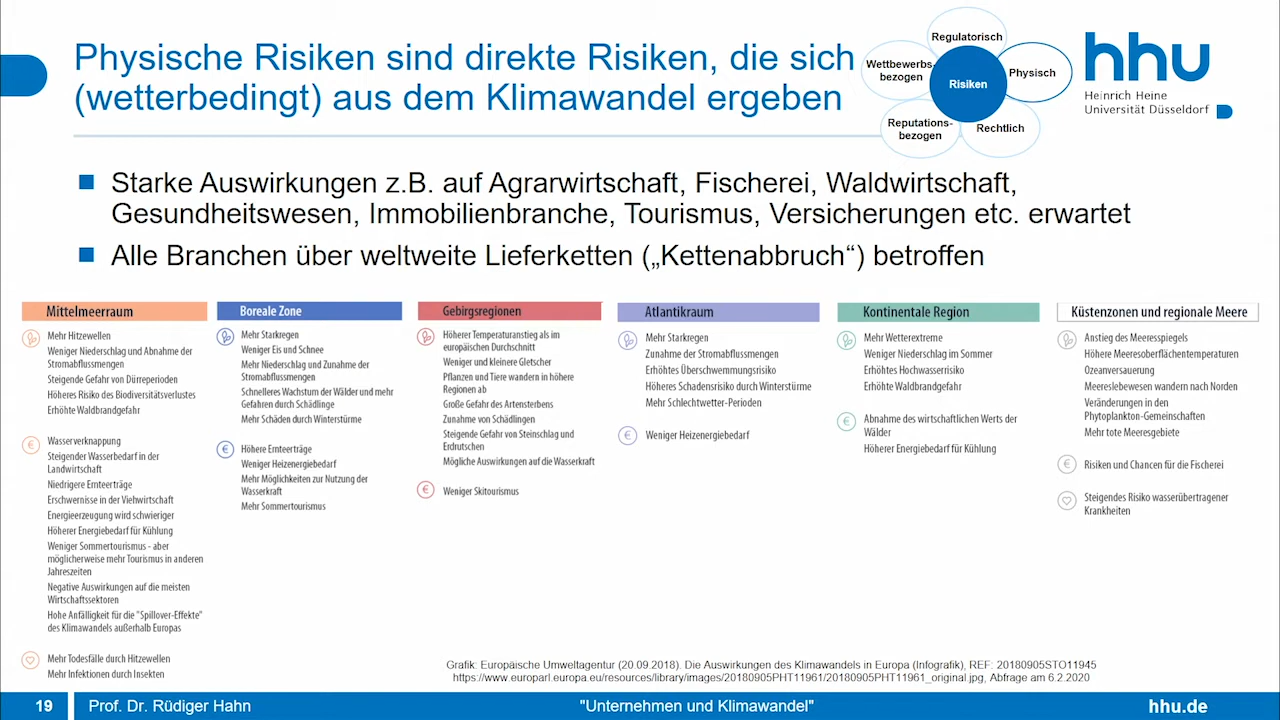 Physische Risiken sind direkte Risiken, die sich
(wetterbedingt) aus dem Klimawandel ergeben
Regulatorisch
Wettbewerbs-
bezogen
Risiken
Physisch
Reputations-
bezogen
Rechtlich
hhu
Heinrich Heine
Universität Düsseldorf
Starke Auswirkungen z.B. auf Agrarwirtschaft, Fischerei, Waldwirtschaft,
Gesundheitswesen, Immobilienbranche, Tourismus, Versicherungen etc. erwartet
Alle Branchen über weltweite Lieferketten („Kettenabbruch“) betroffen
Mittelmeerraum
Mehr Hitzewellen
Weniger Niederschlag und Abnahme der
Stromabflussmengen
Steigende Gefahr von Dürreperioden
Höheres Risiko des Biodiversitätsverlustes
Erhöhte Waldbrandgefahr
€
Wasserverknappung
Steigender Wasserbedarf in der
Landwirtschaft
Niedrigere Ernteerträge
Erschwernisse in der Viehwirtschaft
Energieerzeugung wird schwieriger
Höherer Energiebedarf für Kühlung
Weniger Sommertourismus - aber
möglicherweise mehr Tourismus in anderen
Jahreszeiten
Negative Auswirkungen auf die meisten
Wirtschaftssektoren
Hohe Anfälligkeit für die "Spillover-Effekte"
des Klimawandels außerhalb Europas
Mehr Todesfälle durch Hitzewellen
Mehr Infektionen durch Insekten
Boreale Zone
Mehr Starkregen
Weniger Eis und Schnee
Mehr Niederschlag und Zunahme der
Stromabflussmengen
Schnelleres Wachstum der Wälder und mehr
Gefahren durch Schädlinge
Mehr Schäden durch Winterstürme
€
Höhere Ernteerträge
Weniger Heizenergiebedarf
Mehr Möglichkeiten zur Nutzung der
Wasserkraft
Mehr Sommertourismus
Gebirgsregionen
Höherer Temperaturanstieg als im
europäischen Durchschnitt
Weniger und kleinere Gletscher
Pflanzen und Tiere wandern in höhere
Regionen ab
Große Gefahr des Artensterbens
Zunahme von Schädlingen
Steigende Gefahr von Steinschlag und
Erdrutschen
Mögliche Auswirkungen auf die Wasserkraft
€
Weniger Skitourismus
Atlantikraum
Mehr Starkregen
Zunahme der Stromabflussmengen
Erhöhtes Überschwemmungsrisiko
Höheres Schadensrisiko durch Winterstürme
Mehr Schlechtwetter-Perioden
€
Weniger Heizenergiebedarf
Kontinentale Region
Mehr Wetterextreme
Weniger Niederschlag im Sommer
Erhöhtes Hochwasserrisiko
Erhöhte Waldbrandgefahr
€
Abnahme des wirtschaftlichen Werts der
Wälder
Höherer Energiebedarf für Kühlung
Küstenzonen und regionale Meere
Anstieg des Meeresspiegels
Höhere Meeresoberflächentemperaturen
Ozeanversauerung
Meereslebewesen wandern nach Norden
Veränderungen in den
Phytoplankton-Gemeinschaften
Mehr tote Meeresgebiete
€
Risiken und Chancen für die Fischerei
Steigendes Risiko wasserübertragener
Krankheiten
Grafik: Europäische Umweltagentur (20.09.2018). Die Auswirkungen des Klimawandels in Europa (Infografik), REF: 20180905STO11945
https://www.europarl.europa.eu/resources/library/images/20180905PHT11961/20180905PHT11961_original.jpg, Abfrage am 6.2.2020
19
Prof. Dr. Rüdiger Hahn
"Unternehmen und Klimawandel"
hhu.de